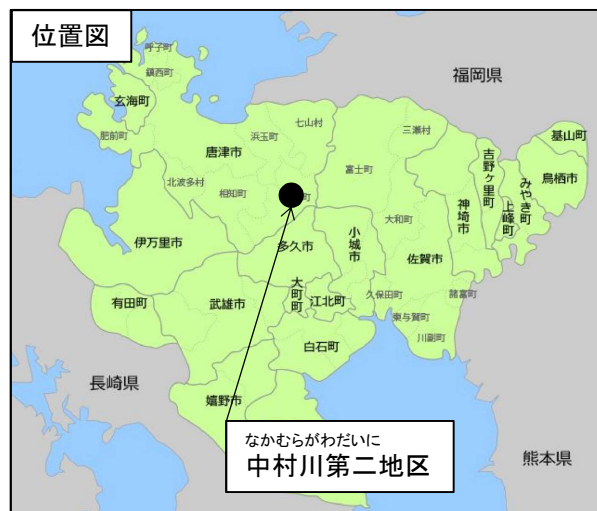 位置図
呼子町
鎮西町
福岡県
玄海町
七山村
三瀬村
基山町
肥前町
浜玉町
唐津市
吉野ヶ里町
みやき町
鳥栖市
北波多村
相知町
町
富士町
上峰町
神埼市
大和町
伊万里市
多久市
小城市
佐賀市
大町町
江北町
久保田町
諸富町
有田町
武雄市
東与賀町
川副町
白石町
長崎県
嬉野市
なかむらがわだいに
中村川第二地区
熊本県